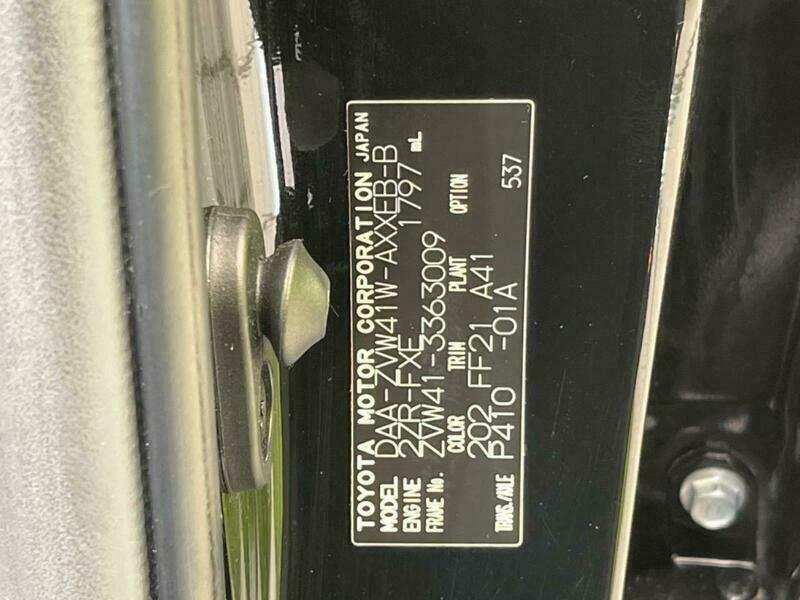 TOYOTA MOTOR CORPORATION JAPAN
MODEL DAA-ZVW41W-AXXEB-B
ENGINE 2ZR-FXE 1797 mL
FRAME No. ZVW41-3363009
COLOR TRIM PLANT OPTION
202 FF21 A41
TRANS./AXLE P410 -01A 537